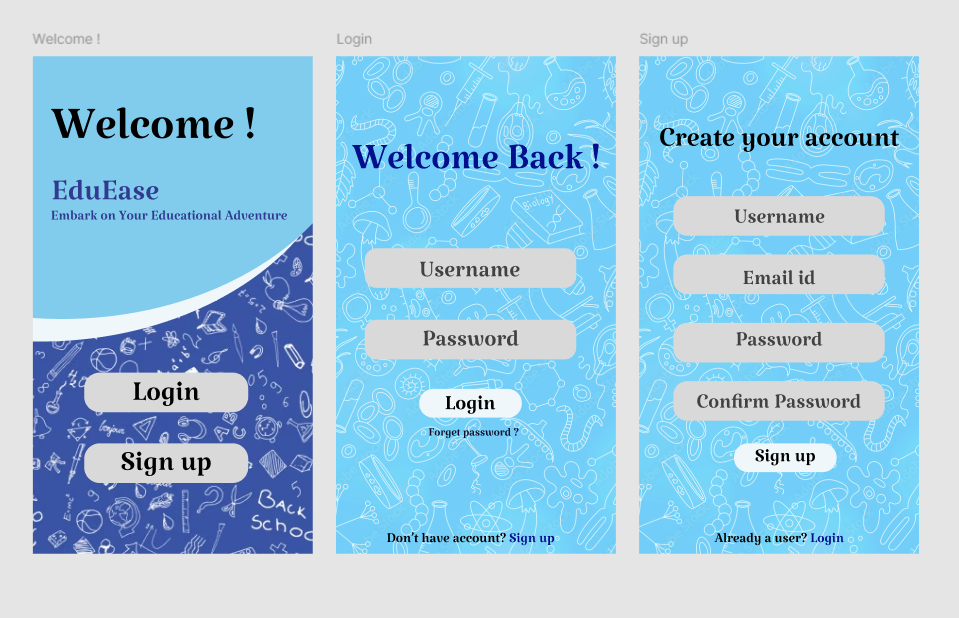 Welcome !
Welcome !
EduEase
Embark on Your Educational Adventure
Login
Sign up
BACK
SCHOO
Login
Welcome Back !
Biology
Username
Password
Login
Forget password ?
Don't have account? Sign up
Sign up
Create your account
Username
Email id
Password
Confirm Password
Sign up
Already a user? Login